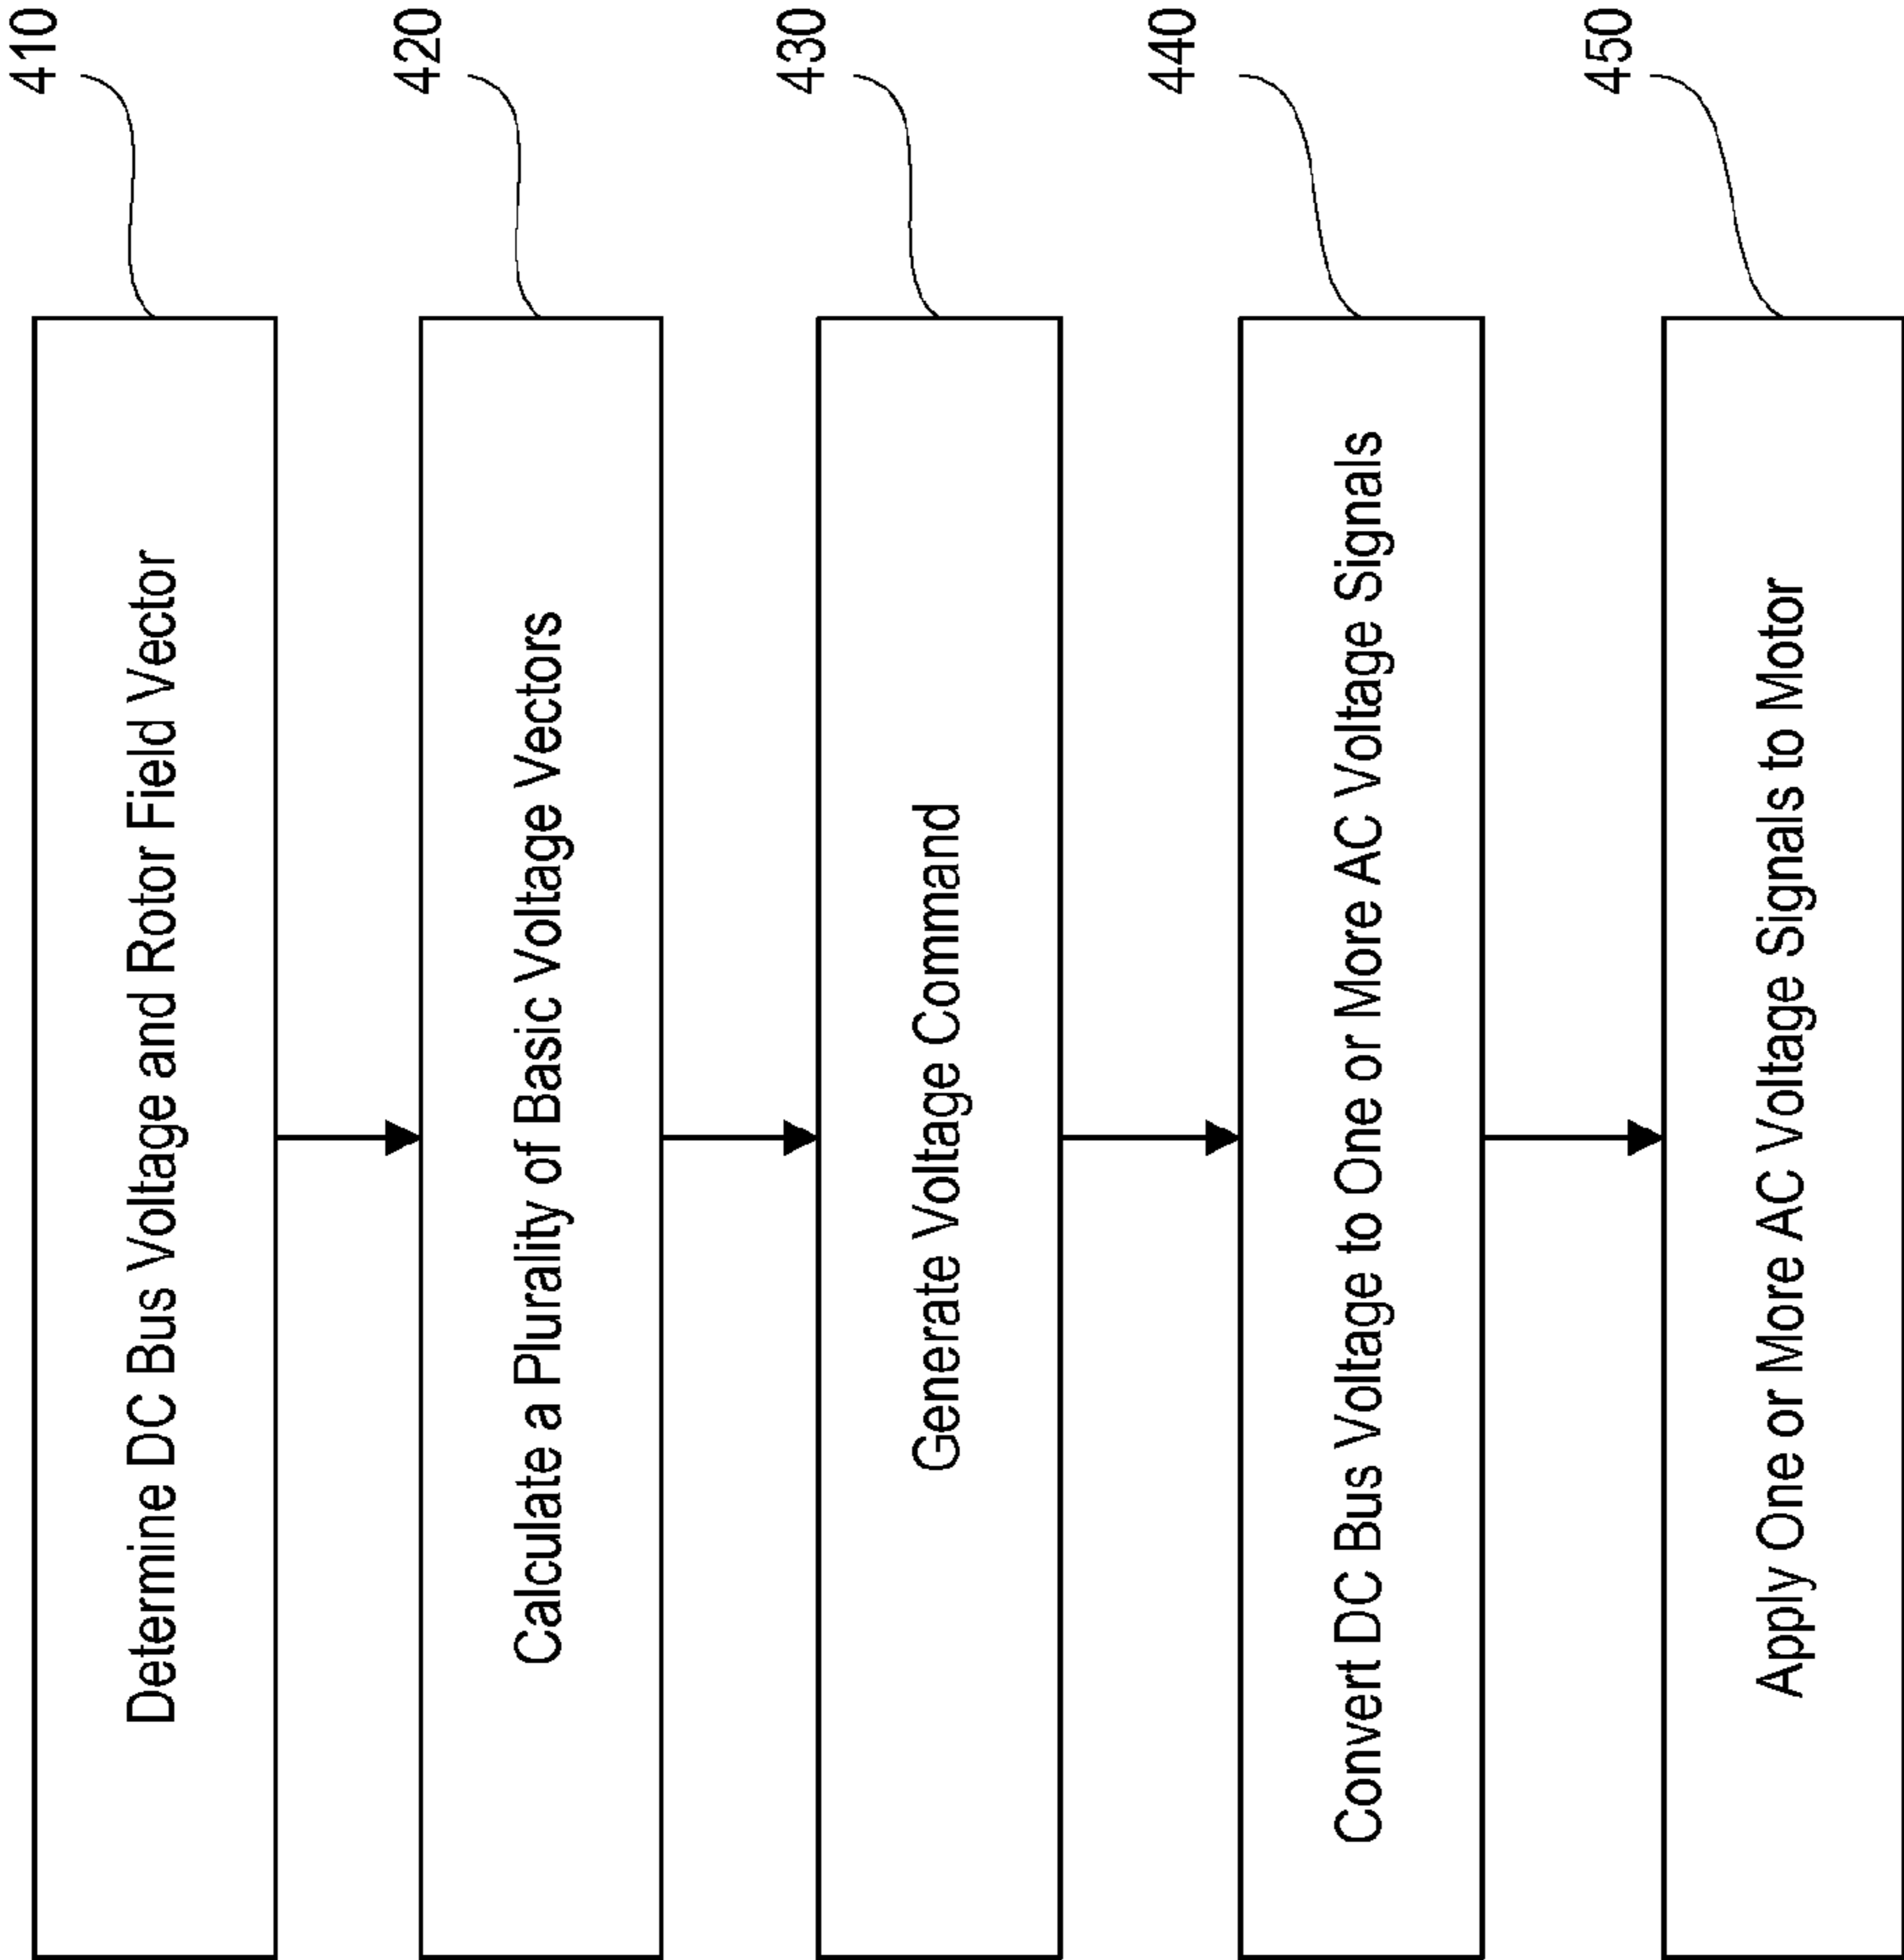 410
Determine DC Bus Voltage and Rotor Field Vector
420
Calculate a Plurality of Basic Voltage Vectors
430
Generate Voltage Command
440
Convert DC Bus Voltage to One or More AC Voltage Signals
450
Apply One or More AC Voltage Signals to Motor